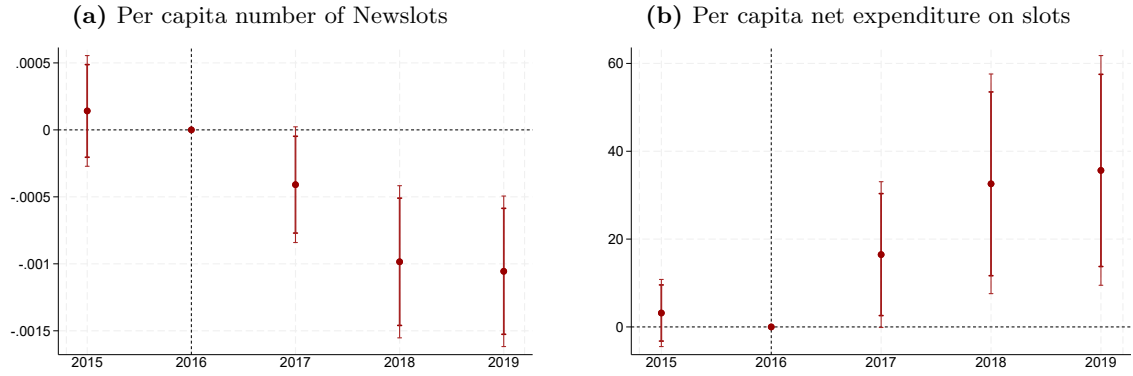 (a) Per capita number of Newslots
.0005
0
-.0005
-.001
-.0015
2015 2016 2017 2018 2019
(b) Per capita net expenditure on slots
60
40
20
0
2015 2016 2017 2018 2019